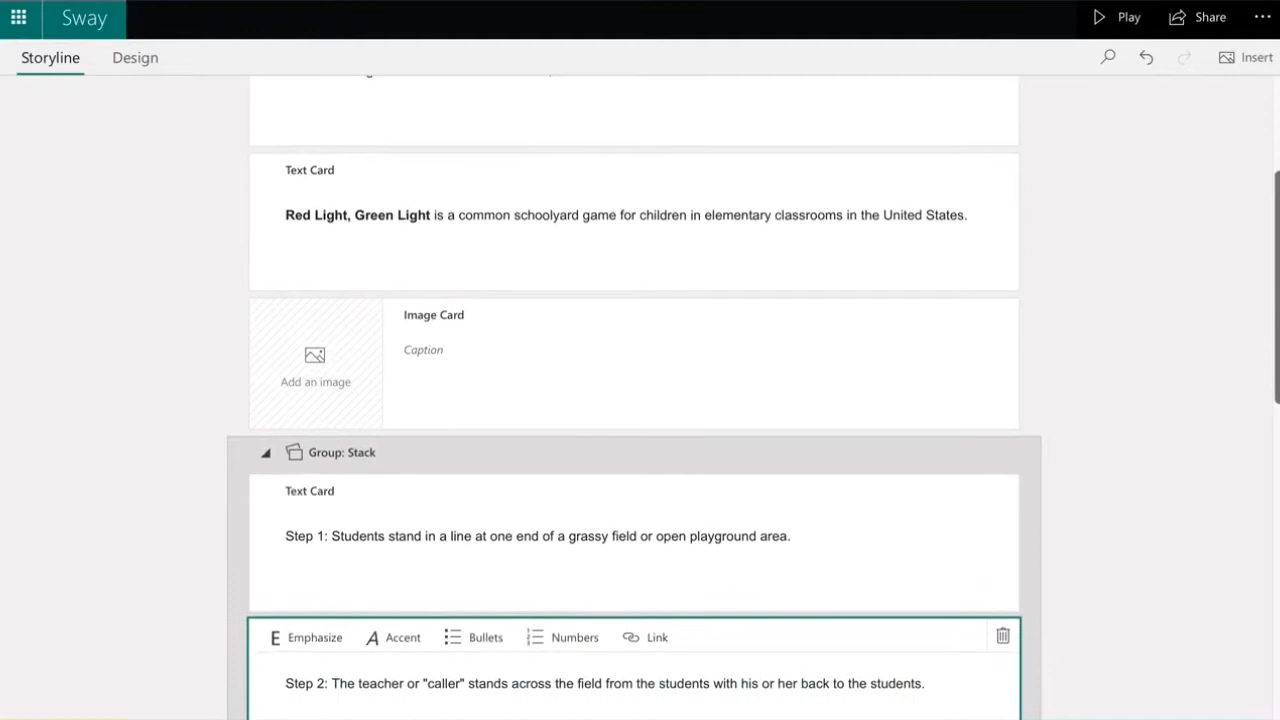 Sway
Play
Share
Storyline
Design
Insert
Text Card
Red Light, Green Light is a common schoolyard game for children in elementary classrooms in the United States.
Image Card
Caption
Add an image
Group: Stack
Text Card
Step 1: Students stand in a line at one end of a grassy field or open playground area.
E Emphasize
A Accent
Bullets
Numbers
Link
Step 2: The teacher or "caller" stands across the field from the students with his or her back to the students.